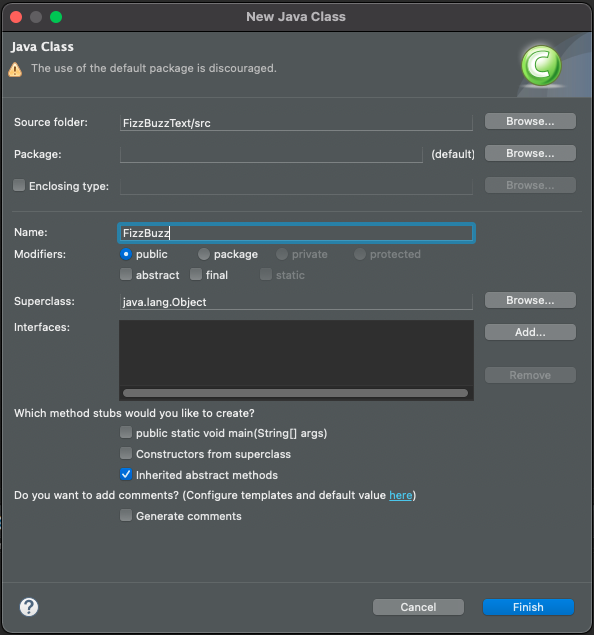 New Java Class
Java Class
The use of the default package is discouraged.
C
Source folder: FizzBuzzText/src Browse...
Package: (default) Browse...
Enclosing type: Browse...
Name: FizzBuzz
Modifiers: public package private protected
abstract final static
Superclass: java.lang.Object Browse...
Interfaces: Add...
Remove
Which method stubs would you like to create?
public static void main(String[] args)
Constructors from superclass
Inherited abstract methods
Do you want to add comments? (Configure templates and default value here)
Generate comments
? Cancel Finish